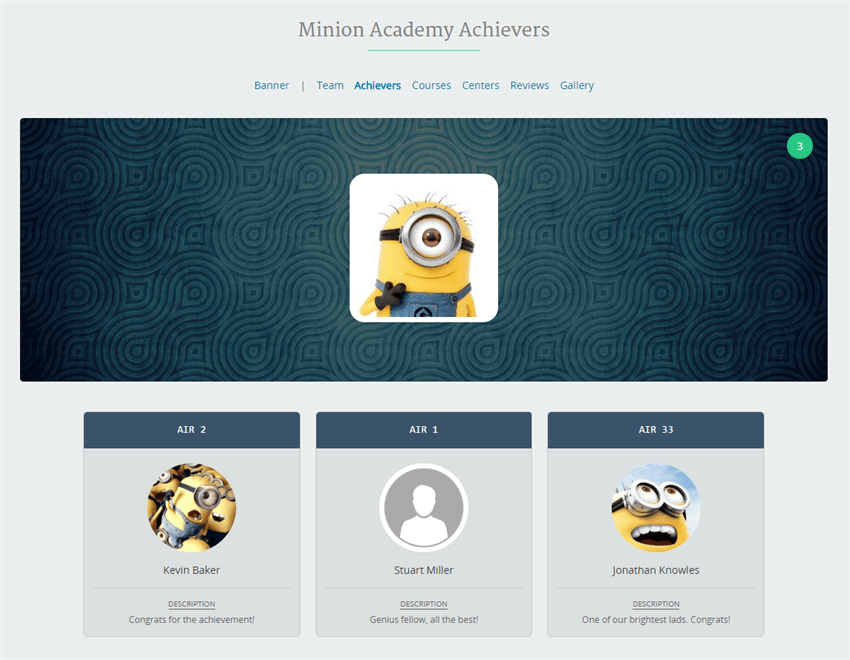 Minion Academy Achievers
Banner | Team Achievers Courses Centers Reviews Gallery
3
AIR 2
AIR 1
AIR 33
Kevin Baker
Stuart Miller
Jonathan Knowles
DESCRIPTION
DESCRIPTION
DESCRIPTION
Congrats for the achievement!
Genius fellow, all the best!
One of our brightest lads. Congrats!